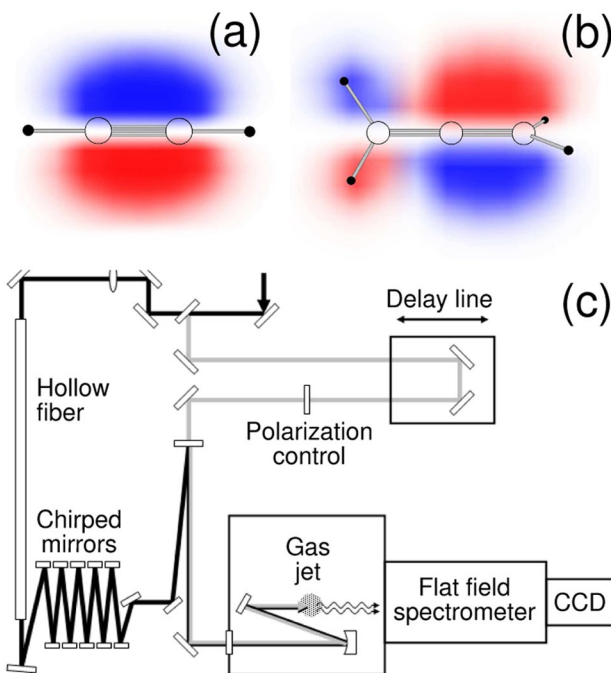 (a)
(b)
(c)
Delay line
Hollow
fiber
Polarization
control
Chirped
mirrors
Gas
jet
Flat field
spectrometer
CCD